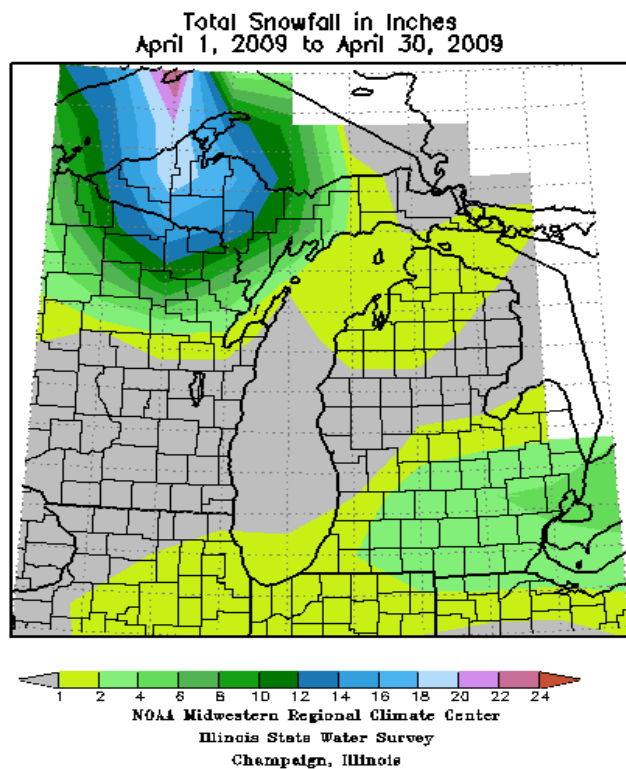 Total Snowfall in Inches
April 1, 2009 to April 30, 2009
1 2 4 6 8 10 12 14 16 18 20 22 24
NOAA Midwestern Regional Climate Center
Illinois State Water Survey
Champaign, Illinois